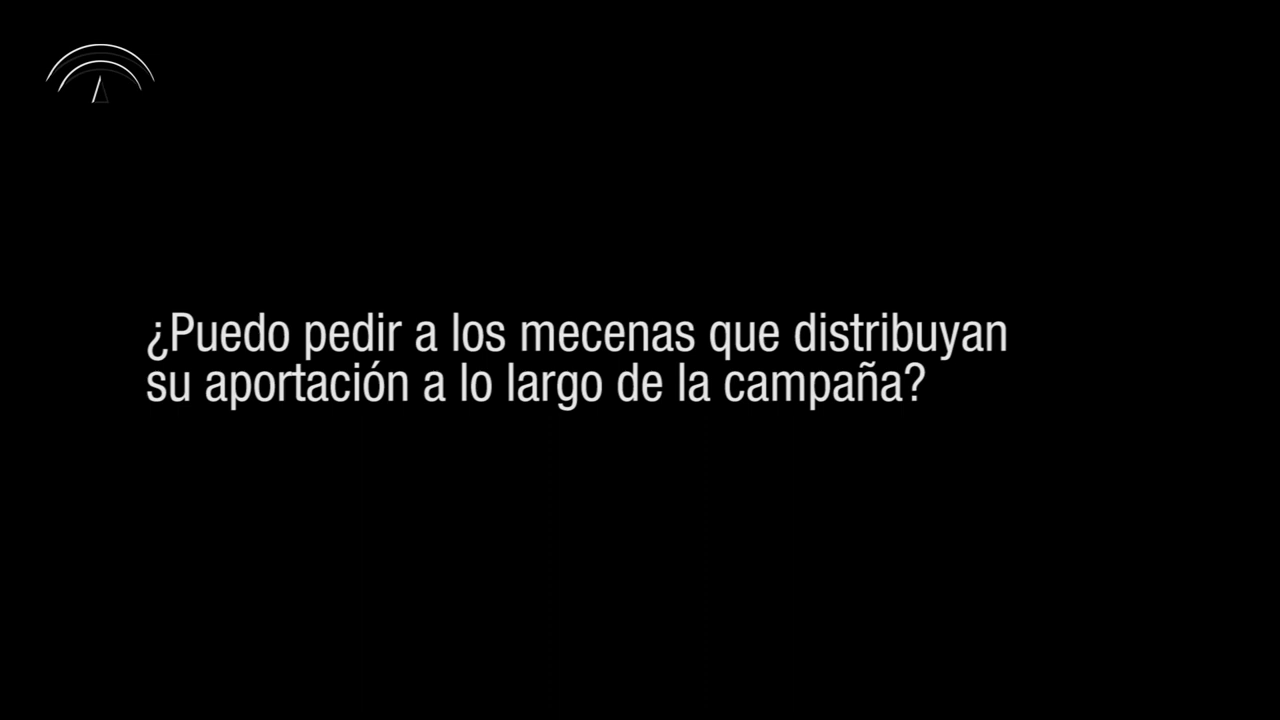 ¿Puedo pedir a los mecenas que distribuyan
su aportación a lo largo de la campaña?